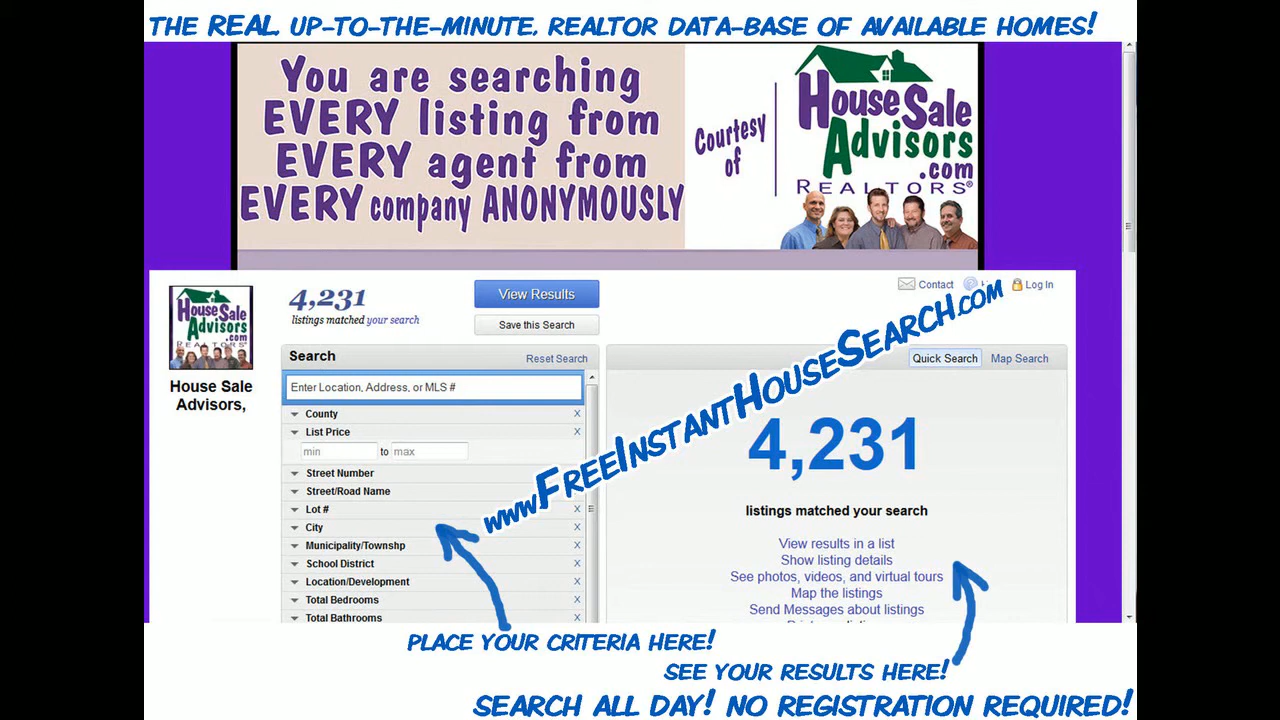 THE REAL, UP-TO-THE-MINUTE, REALTOR DATA-BASE OF AVAILABLE HOMES!
You are searching
EVERY listing from
EVERY agent from
EVERY company ANONYMOUSLY
Courtesy
of
HouseSale
Advisors
.com
REALTORS®
HouseSale
Advisors
.com
REALTORS
House Sale
Advisors,
4,231
listings matched your search
View Results
Save this Search
Contact
Log In
www.FreeInstantHouseSearch.com
Search
Reset Search
Quick Search
Map Search
Enter Location, Address, or MLS #
County X
List Price X
min to max
Street Number
Street/Road Name
Lot # X
City X
Municipality/Townshp X
School District X
Location/Development X
Total Bedrooms X
Total Bathrooms X
4,231
listings matched your search
View results in a list
Show listing details
See photos, videos, and virtual tours
Map the listings
Send Messages about listings
PLACE YOUR CRITERIA HERE!
SEE YOUR RESULTS HERE!
SEARCH ALL DAY! NO REGISTRATION REQUIRED!